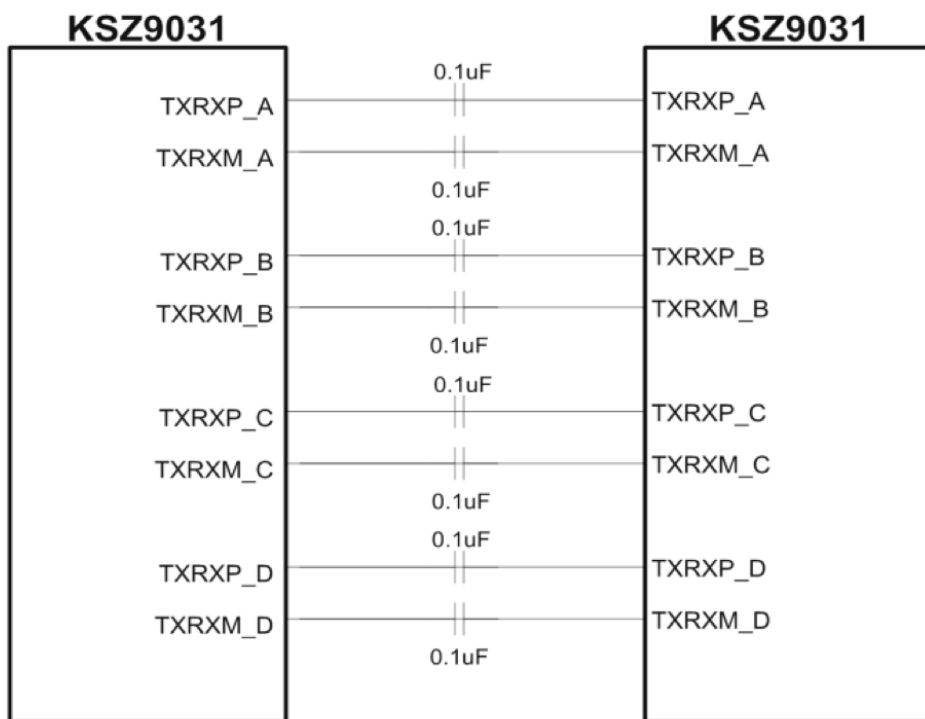 KSZ9031 KSZ9031
0.1uF
TXRXP_A TXRXP_A
TXRXM_A TXRXM_A
0.1uF
0.1uF
TXRXP_B TXRXP_B
TXRXM_B TXRXM_B
0.1uF
0.1uF
TXRXP_C TXRXP_C
TXRXM_C TXRXM_C
0.1uF
0.1uF
TXRXP_D TXRXP_D
TXRXM_D TXRXM_D
0.1uF